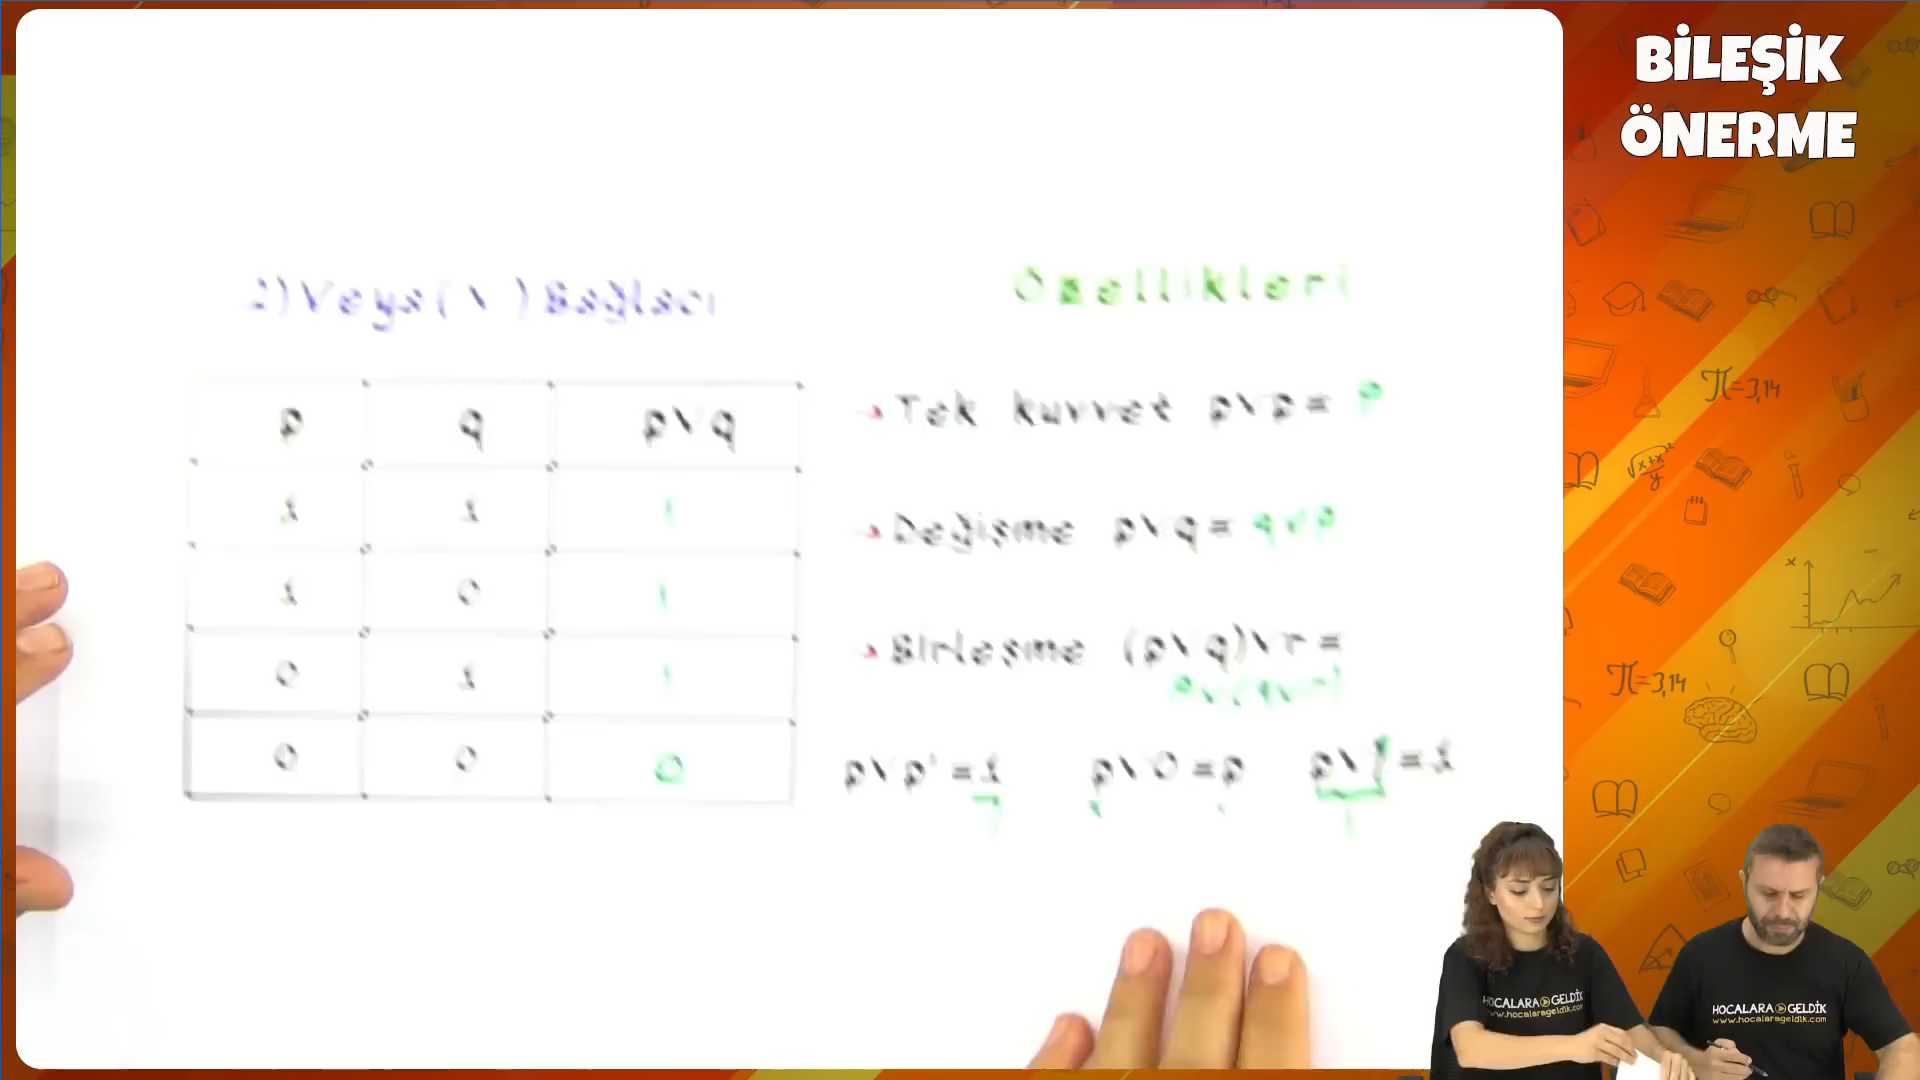 BİLEŞİK
ÖNERME
2) Veya ( ∨ ) Bağlacı
p q p∨q
1 1 1
1 0 1
0 1 1
0 0 0
Özellikleri
→ Tek kuvvet p∨p = p
→ Değişme p∨q = q∨p
→ Birleşme (p∨q)∨r =
p∨(q∨r)
p∨p' = 1 p∨0 = p p∨1 = 1
1
π=3,14
π=3,14
HOCALARA GELDİK
www.hocalarageldik.com
HOCALARA GELDİK
www.hocalarageldik.com